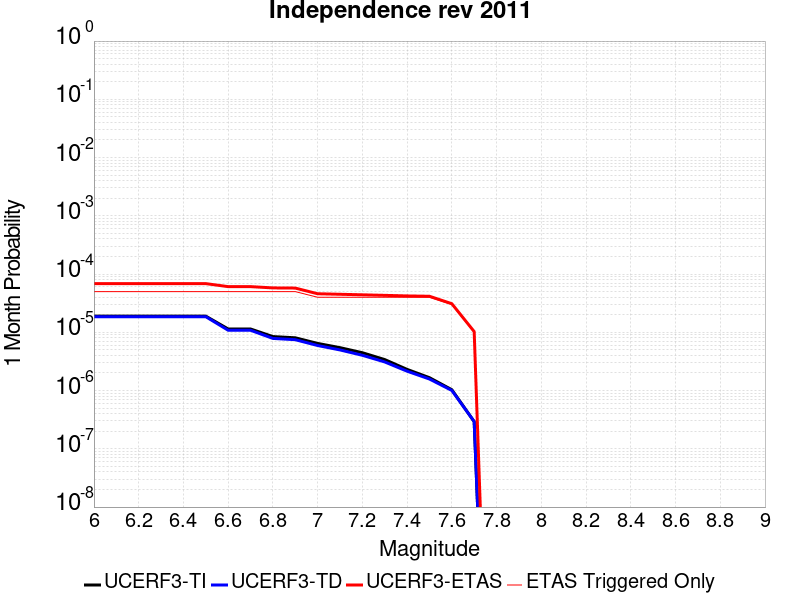 Independence rev 2011
10^0
10^-1
10^-2
10^-3
10^-4
10^-5
10^-6
10^-7
10^-8
1 Month Probability
6 6.2 6.4 6.6 6.8 7 7.2 7.4 7.6 7.8 8 8.2 8.4 8.6 8.8 9
Magnitude
UCERF3-TI UCERF3-TD UCERF3-ETAS ETAS Triggered Only